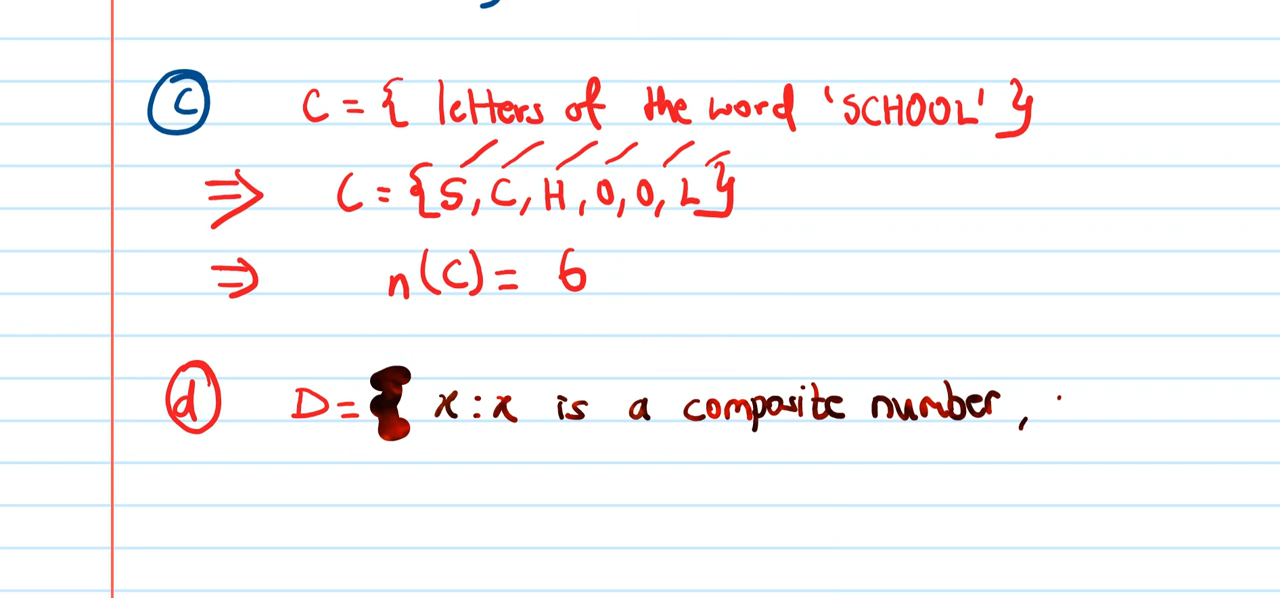 (c) C = { letters of the word 'SCHOOL' }
⇒ C = {S, C, H, O, O, L}
⇒ n(C) = 6
(d) D = { x : x is a composite number,